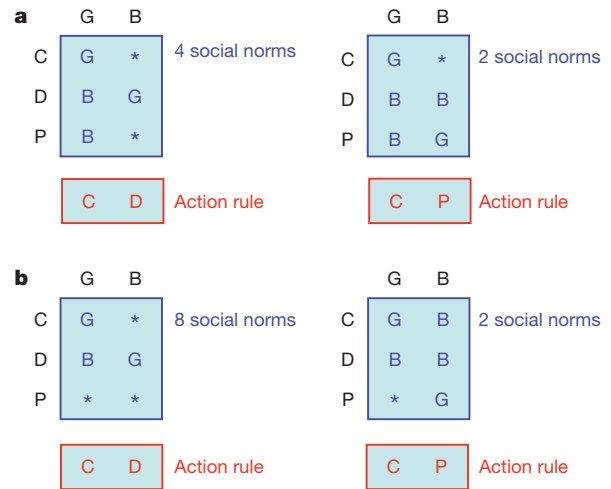 a
G B
C G * 4 social norms
D B G
P B *
C D Action rule
G B
C G * 2 social norms
D B B
P B G
C P Action rule
b
G B
C G * 8 social norms
D B G
P * *
C D Action rule
G B
C G B 2 social norms
D B B
P * G
C P Action rule